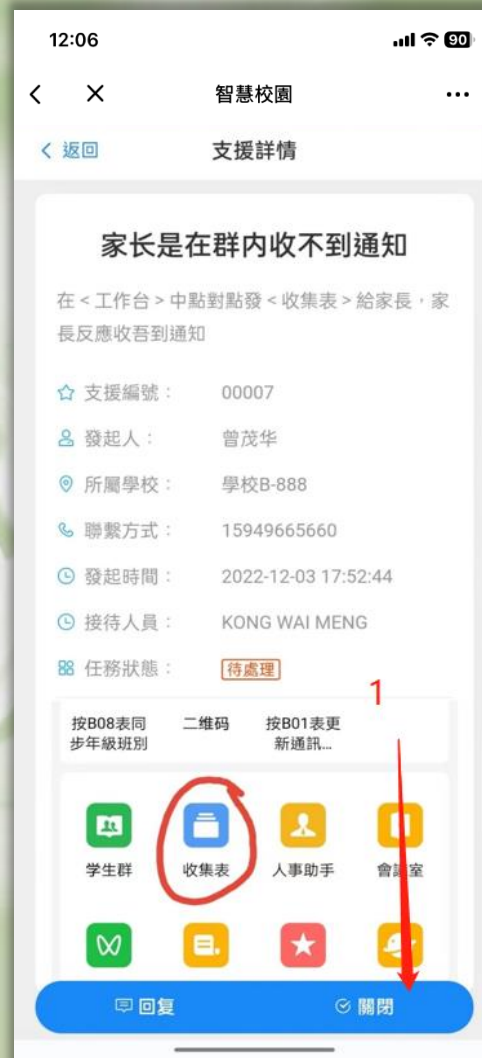 12:06
90
智慧校園
返回
支援詳情
家长是在群内收不到通知
在 < 工作台 > 中點對點發 < 收集表 > 給家長，家
長反應收吾到通知
支援編號： 00007
發起人： 曾茂华
所屬學校： 學校B-888
聯繫方式： 15949665660
發起時間： 2022-12-03 17:52:44
接待人員： KONG WAI MENG
任務狀態： 待處理
1
按B08表同 二维码 按B01表更
步年級班別 新通訊...
学生群 收集表 人事助手 會議室
回复 關閉